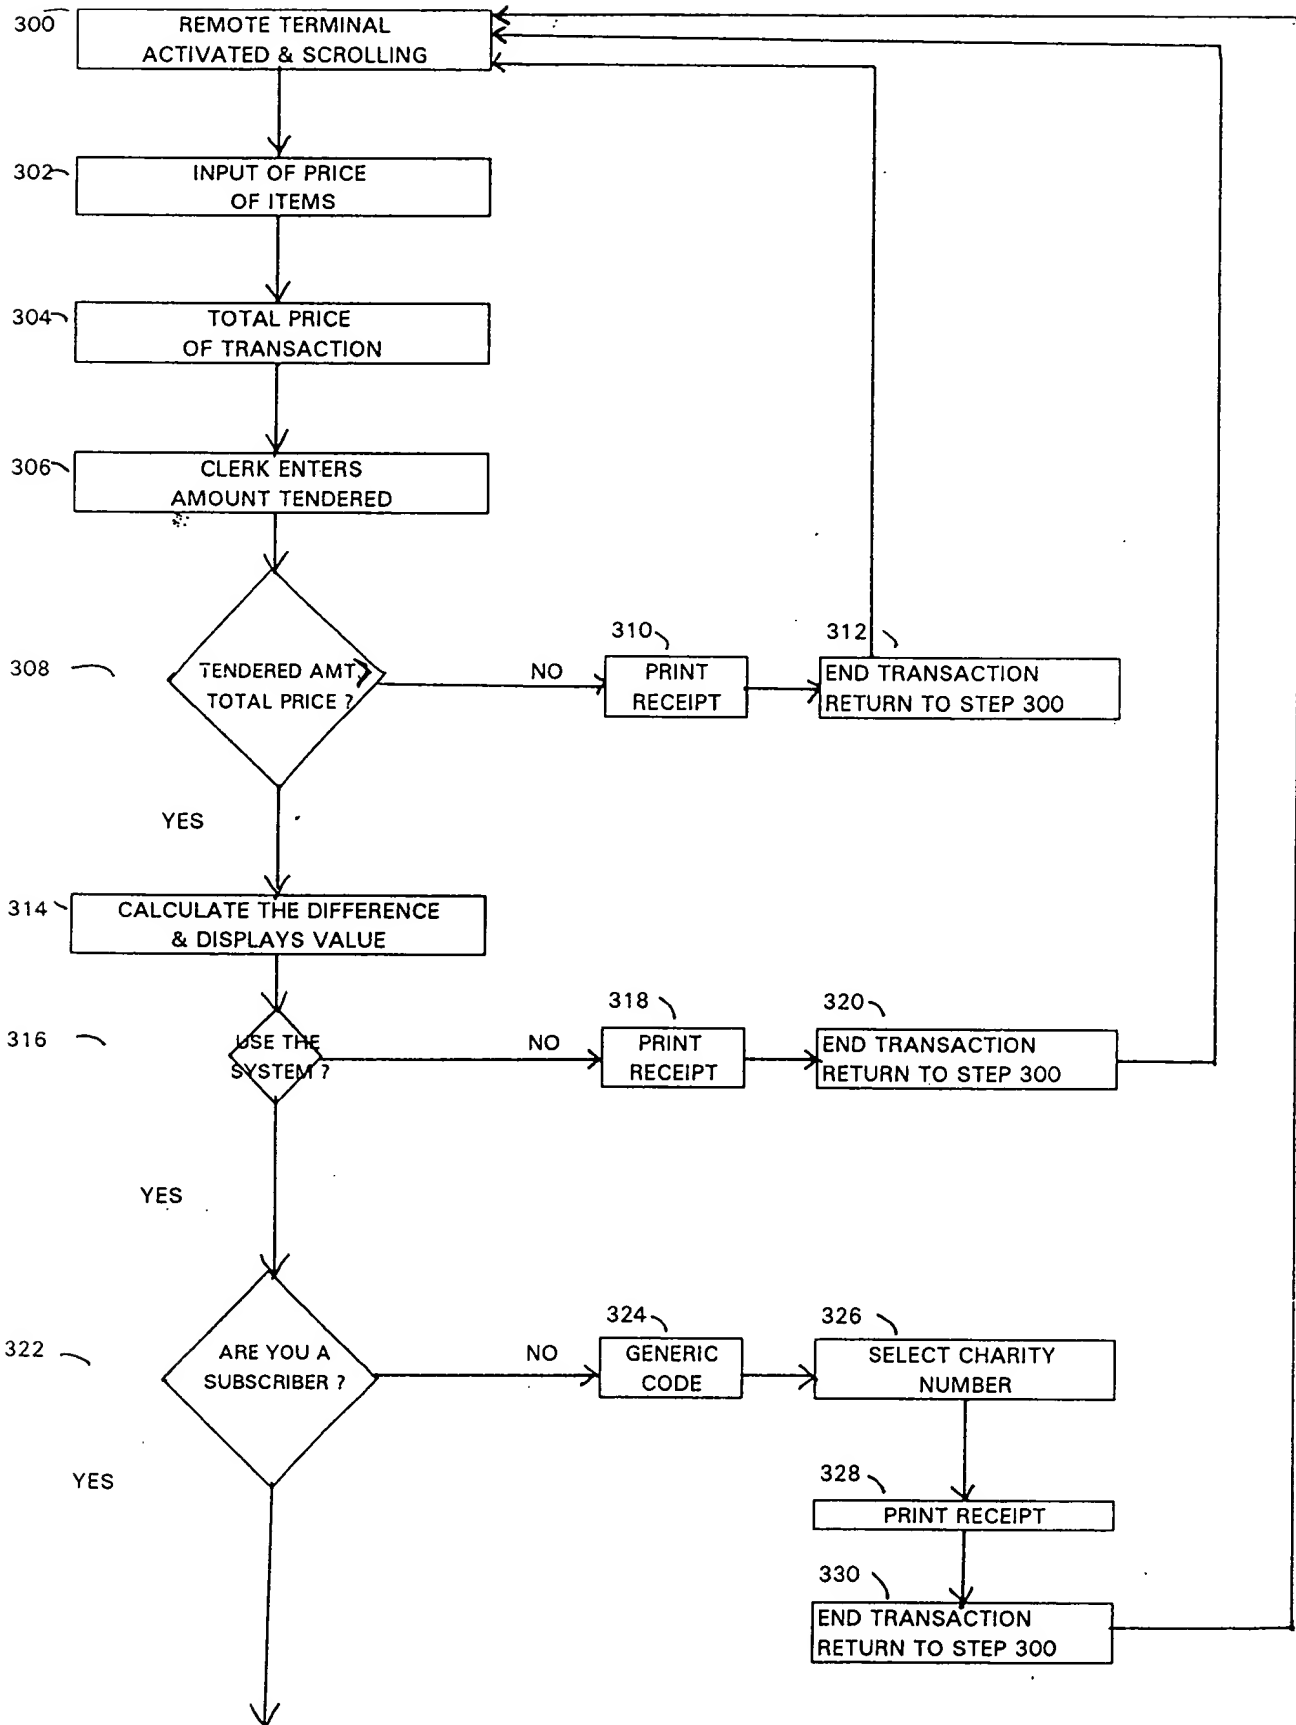 300
REMOTE TERMINAL
ACTIVATED & SCROLLING
302
INPUT OF PRICE
OF ITEMS
304
TOTAL PRICE
OF TRANSACTION
306
CLERK ENTERS
AMOUNT TENDERED
308
TENDERED AMT >
TOTAL PRICE ?
NO
310
PRINT
RECEIPT
312
END TRANSACTION
RETURN TO STEP 300
YES
314
CALCULATE THE DIFFERENCE
& DISPLAYS VALUE
316
USE THE
SYSTEM ?
NO
318
PRINT
RECEIPT
320
END TRANSACTION
RETURN TO STEP 300
YES
322
ARE YOU A
SUBSCRIBER ?
NO
324
GENERIC
CODE
326
SELECT CHARITY
NUMBER
YES
328
PRINT RECEIPT
330
END TRANSACTION
RETURN TO STEP 300